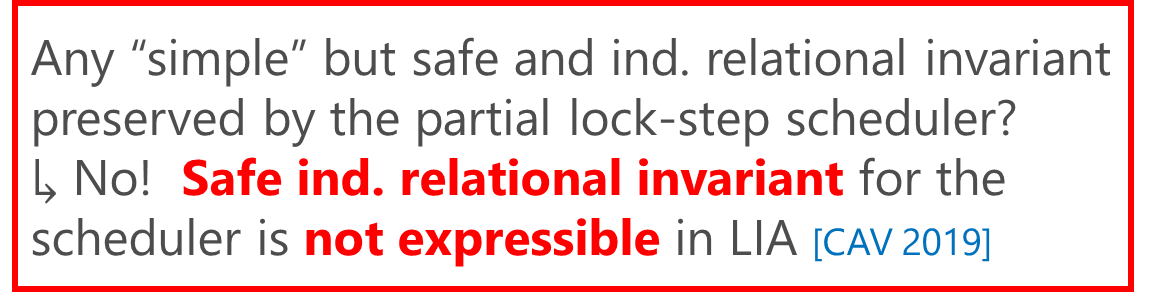 Any “simple” but safe and ind. relational invariant
preserved by the partial lock-step scheduler?
↳ No!  Safe ind. relational invariant for the
scheduler is not expressible in LIA [CAV 2019]